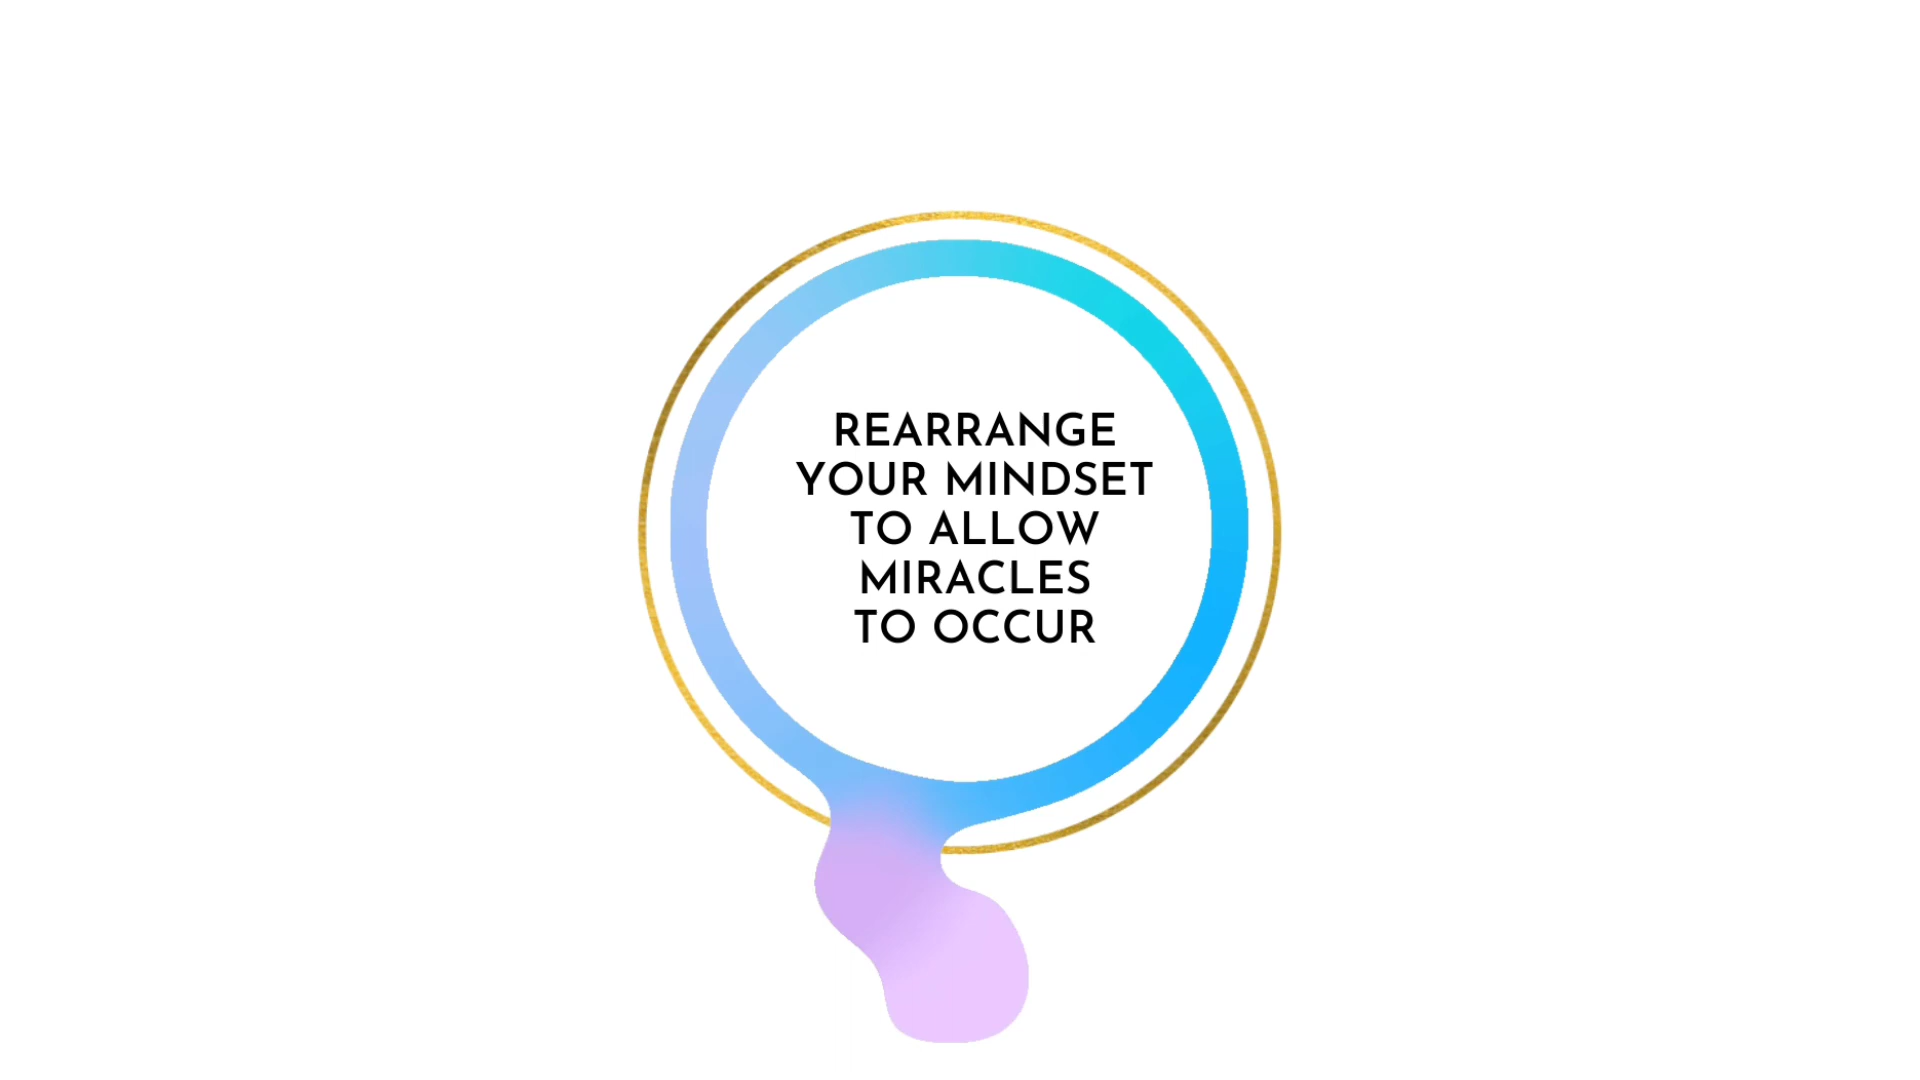 REARRANGE
YOUR MINDSET
TO ALLOW
MIRACLES
TO OCCUR